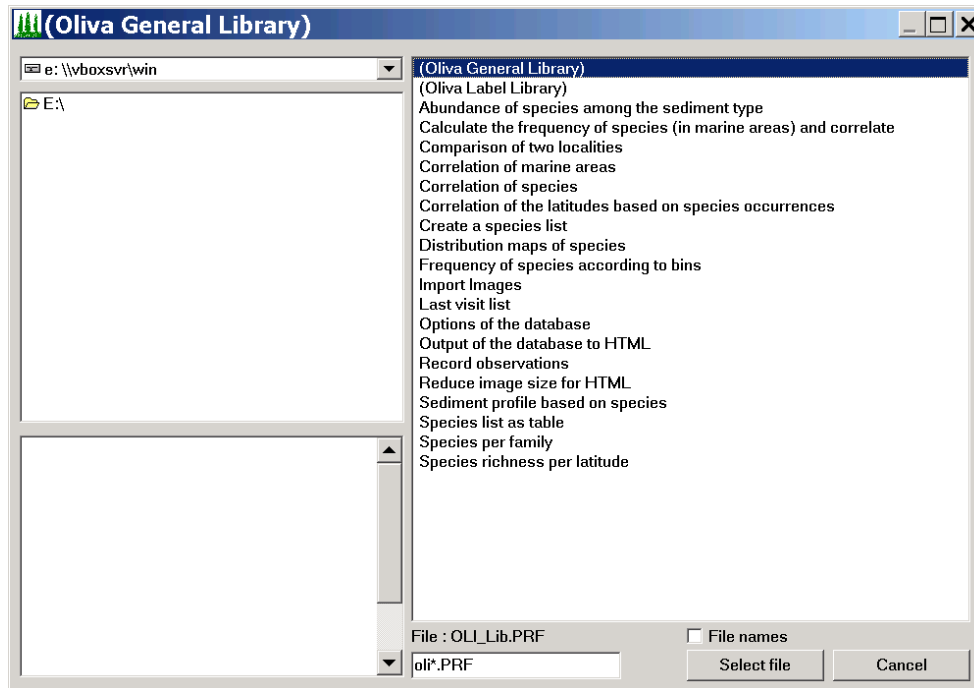 (Oliva General Library)
e: \\vboxsvr\win
E:\
(Oliva General Library)
(Oliva Label Library)
Abundance of species among the sediment type
Calculate the frequency of species (in marine areas) and correlate
Comparison of two localities
Correlation of marine areas
Correlation of species
Correlation of the latitudes based on species occurrences
Create a species list
Distribution maps of species
Frequency of species according to bins
Import Images
Last visit list
Options of the database
Output of the database to HTML
Record observations
Reduce image size for HTML
Sediment profile based on species
Species list as table
Species per family
Species richness per latitude
File : OLI_Lib.PRF
File names
oli*.PRF
Select file
Cancel